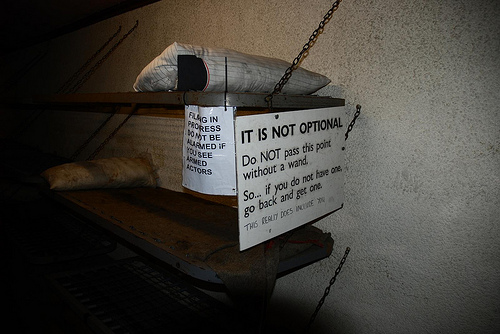 FILMING IN
PROGRESS
DO NOT BE
ALARMED IF
YOU SEE
ARMED
ACTORS
IT IS NOT OPTIONAL
Do NOT pass this point
without a wand.
So... if you do not have one,
go back and get one.
THIS REALLY DOES INCLUDE YOU